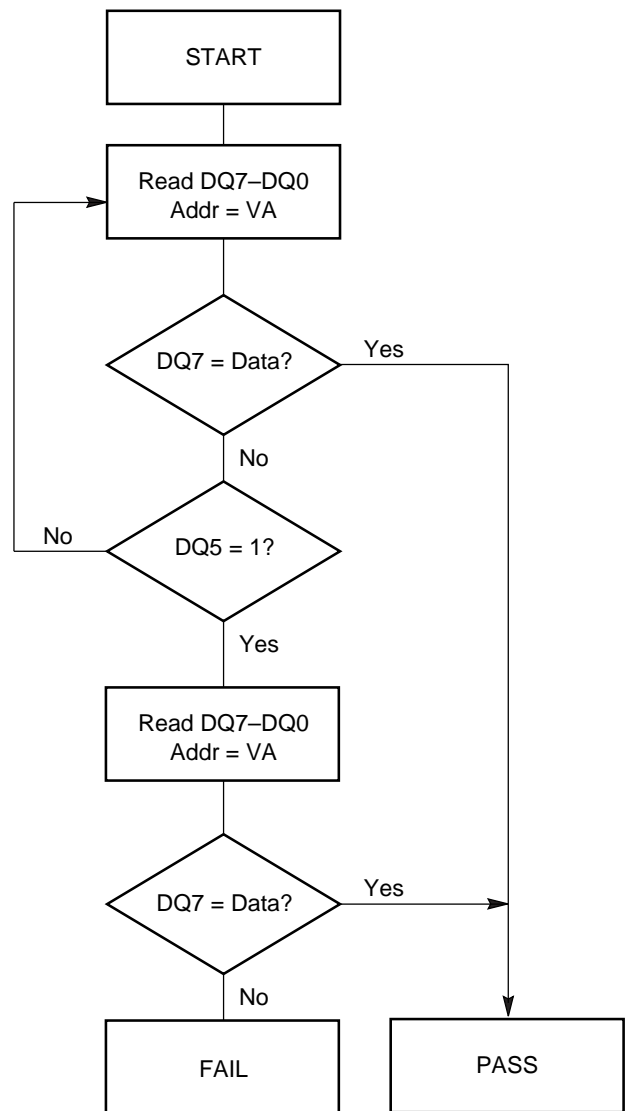 START
Read DQ7–DQ0
Addr = VA
DQ7 = Data?
Yes
No
No
DQ5 = 1?
Yes
Read DQ7–DQ0
Addr = VA
DQ7 = Data?
Yes
No
FAIL
PASS